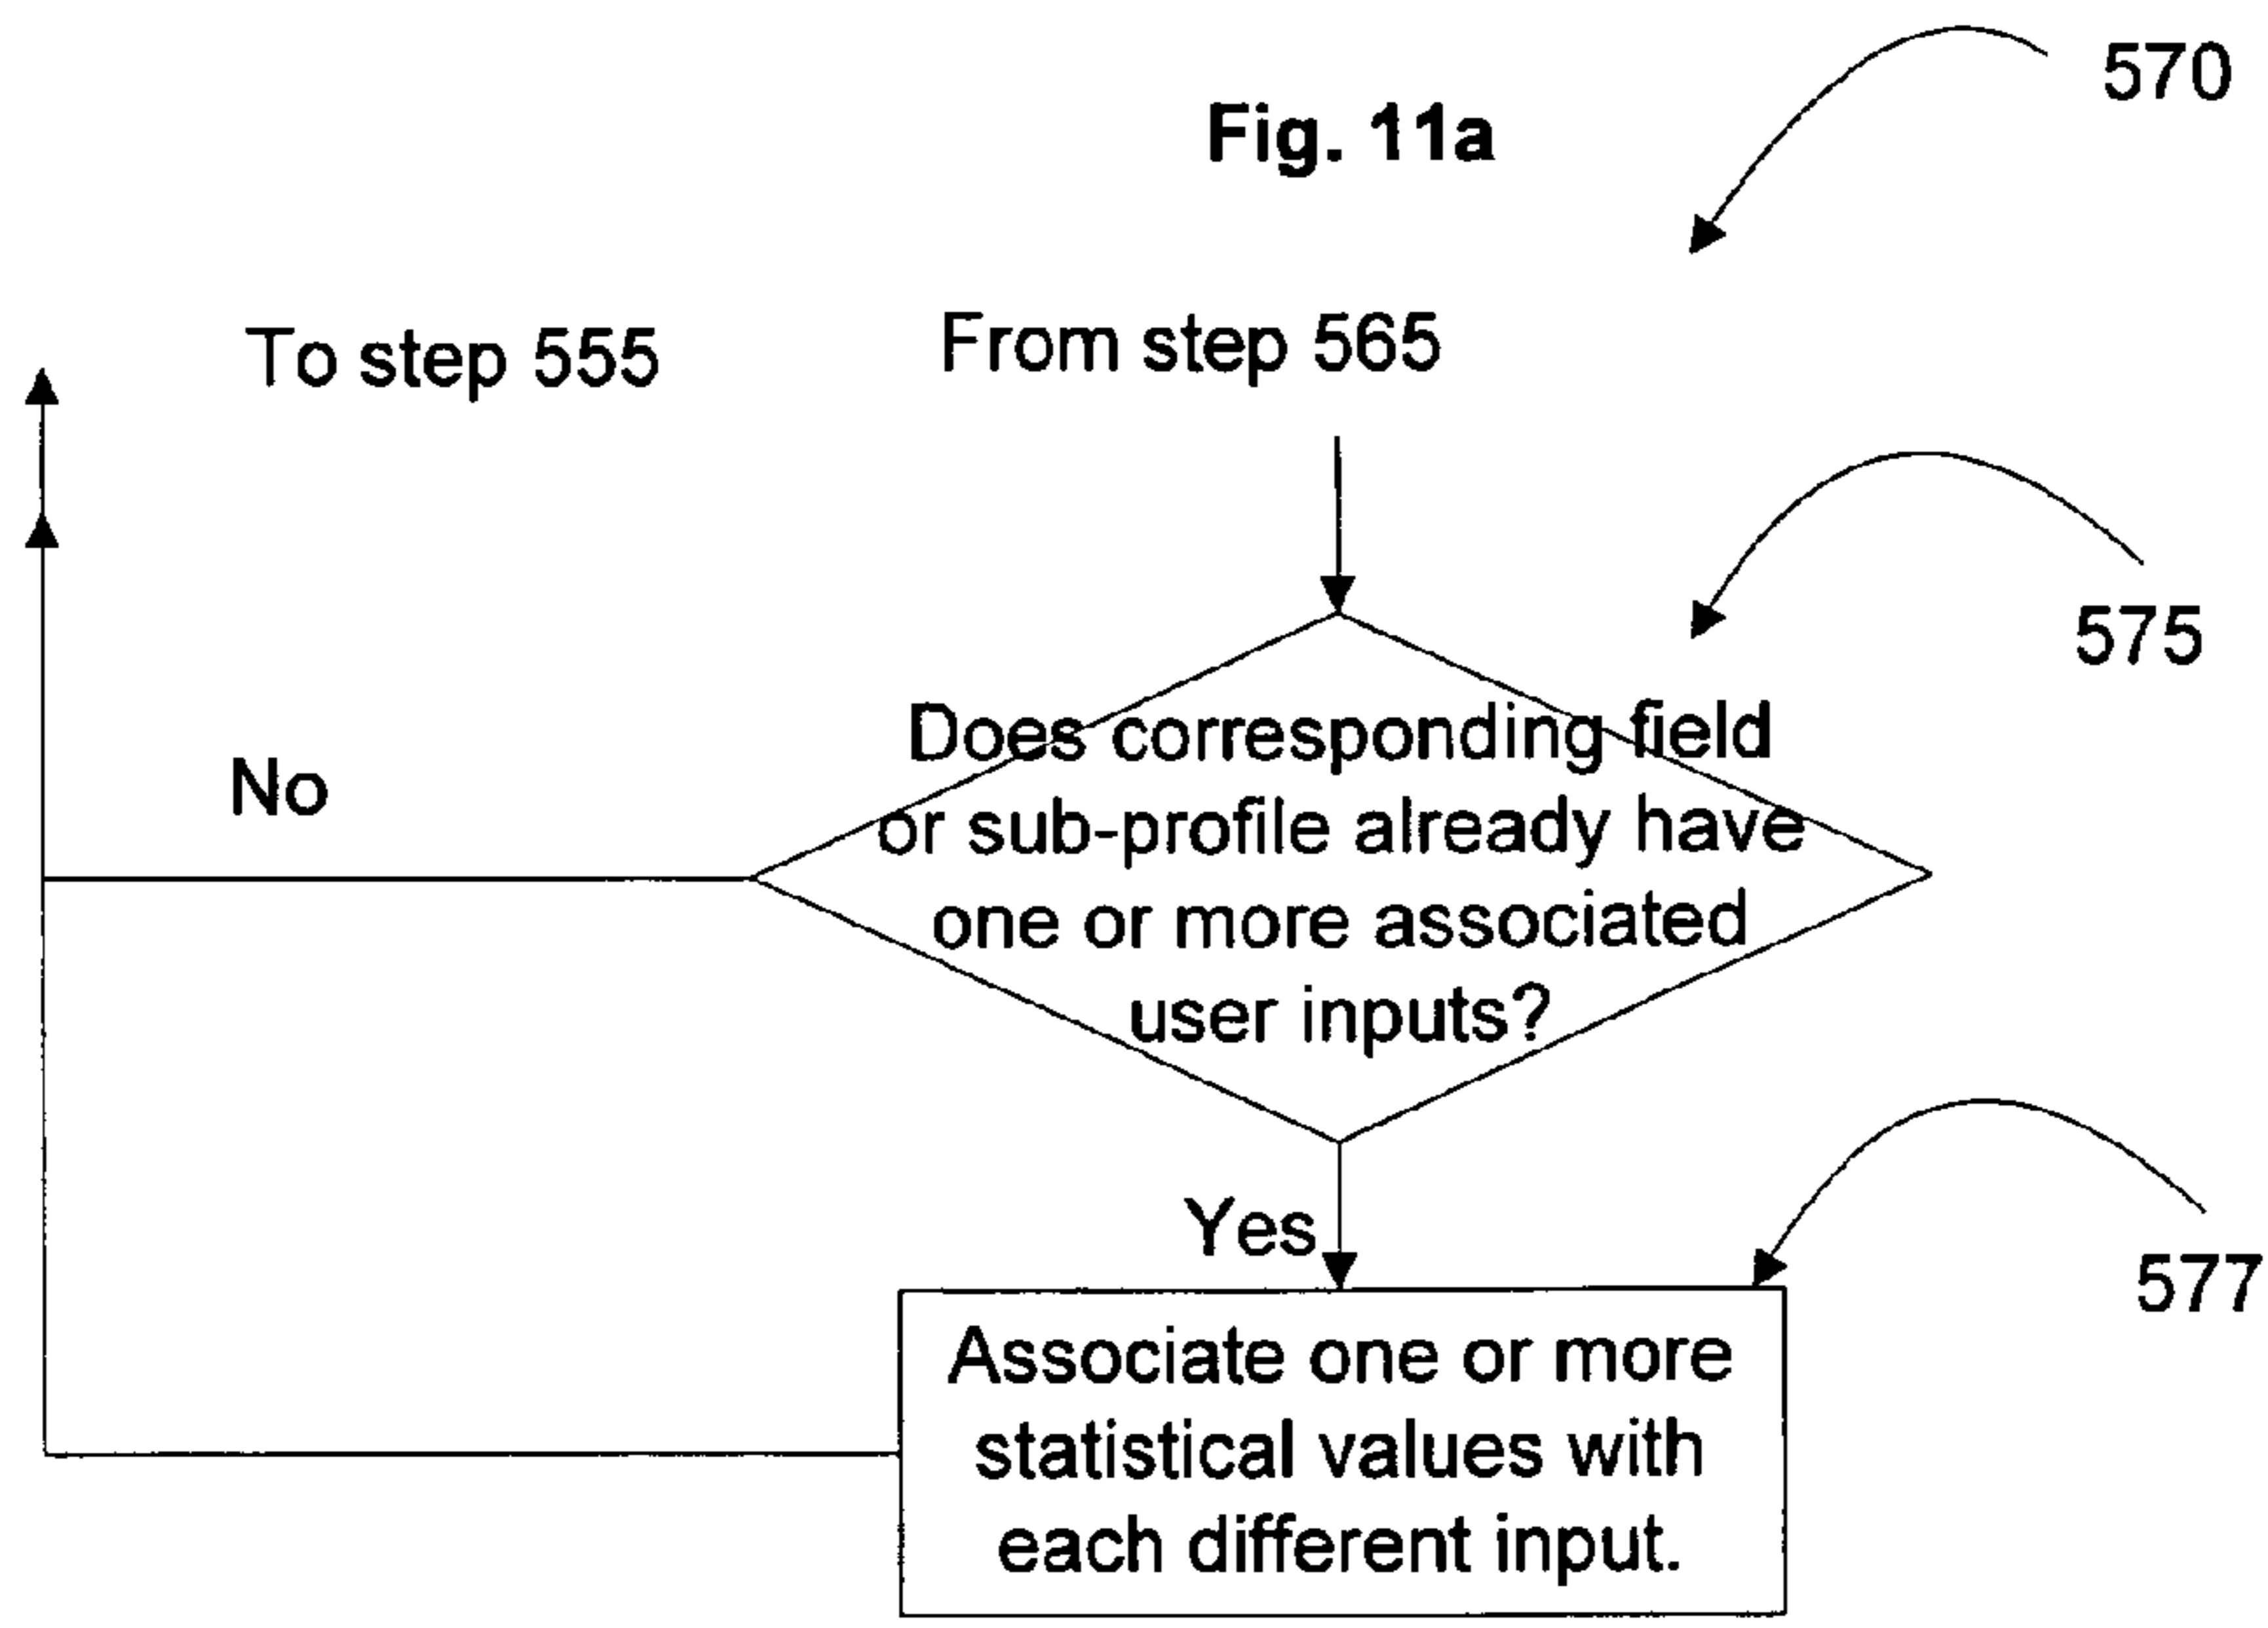 570
Fig. 11a
To step 555
From step 565
575
Does corresponding field
or sub-profile already have
one or more associated
user inputs?
No
Yes
577
Associate one or more
statistical values with
each different input.